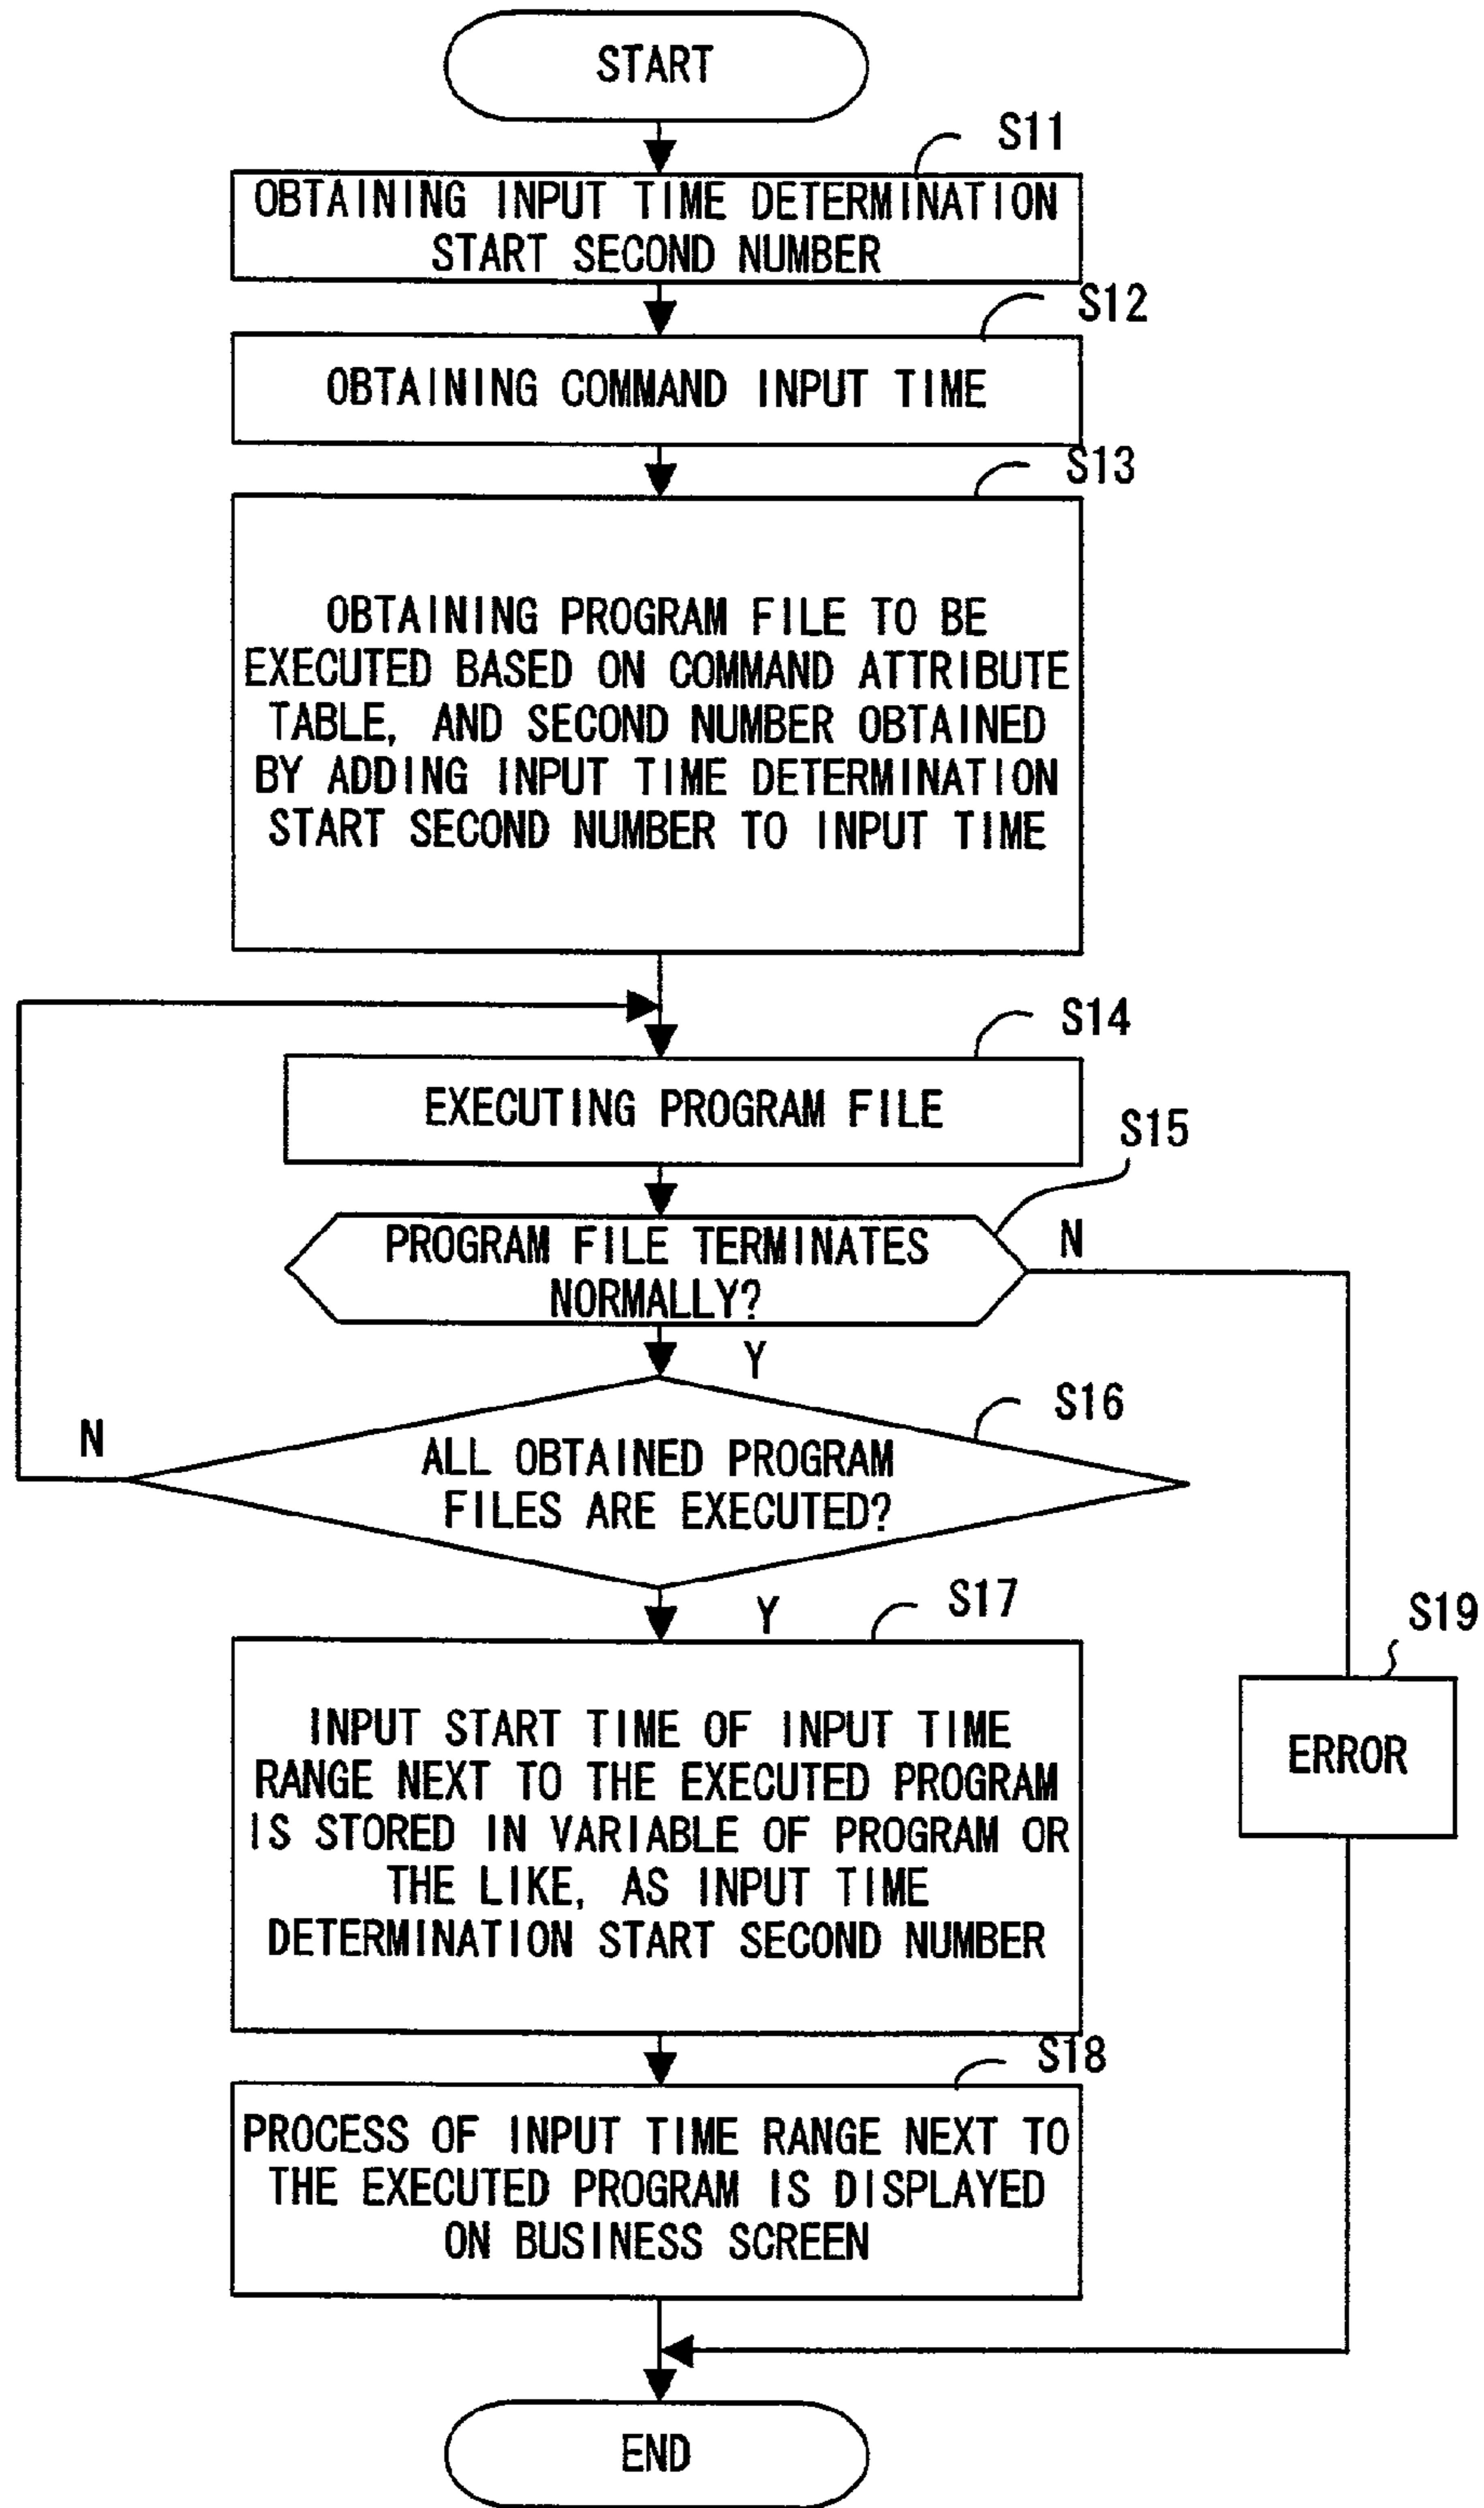 START
S11
OBTAINING INPUT TIME DETERMINATION
START SECOND NUMBER
S12
OBTAINING COMMAND INPUT TIME
S13
OBTAINING PROGRAM FILE TO BE
EXECUTED BASED ON COMMAND ATTRIBUTE
TABLE, AND SECOND NUMBER OBTAINED
BY ADDING INPUT TIME DETERMINATION
START SECOND NUMBER TO INPUT TIME
S14
EXECUTING PROGRAM FILE
S15
PROGRAM FILE TERMINATES
NORMALLY?
N
Y
S16
N
ALL OBTAINED PROGRAM
FILES ARE EXECUTED?
Y
S17
INPUT START TIME OF INPUT TIME
RANGE NEXT TO THE EXECUTED PROGRAM
IS STORED IN VARIABLE OF PROGRAM OR
THE LIKE, AS INPUT TIME
DETERMINATION START SECOND NUMBER
S19
ERROR
S18
PROCESS OF INPUT TIME RANGE NEXT TO
THE EXECUTED PROGRAM IS DISPLAYED
ON BUSINESS SCREEN
END